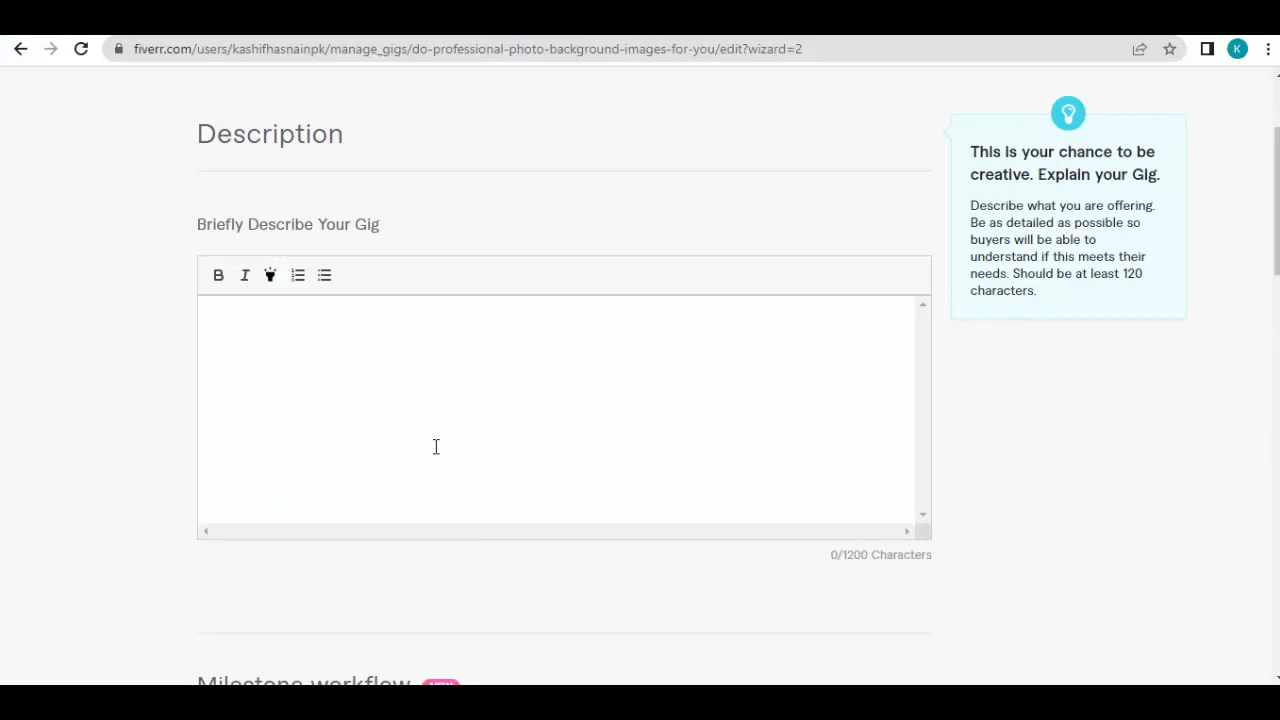 fiverr.com/users/kashifhasnainpk/manage_gigs/do-professional-photo-background-images-for-you/edit?wizard=2
K
Description
This is your chance to be
creative. Explain your Gig.
Describe what you are offering.
Be as detailed as possible so
buyers will be able to
understand if this meets their
needs. Should be at least 120
characters.
Briefly Describe Your Gig
B I
0/1200 Characters
Milestone workflow NEW